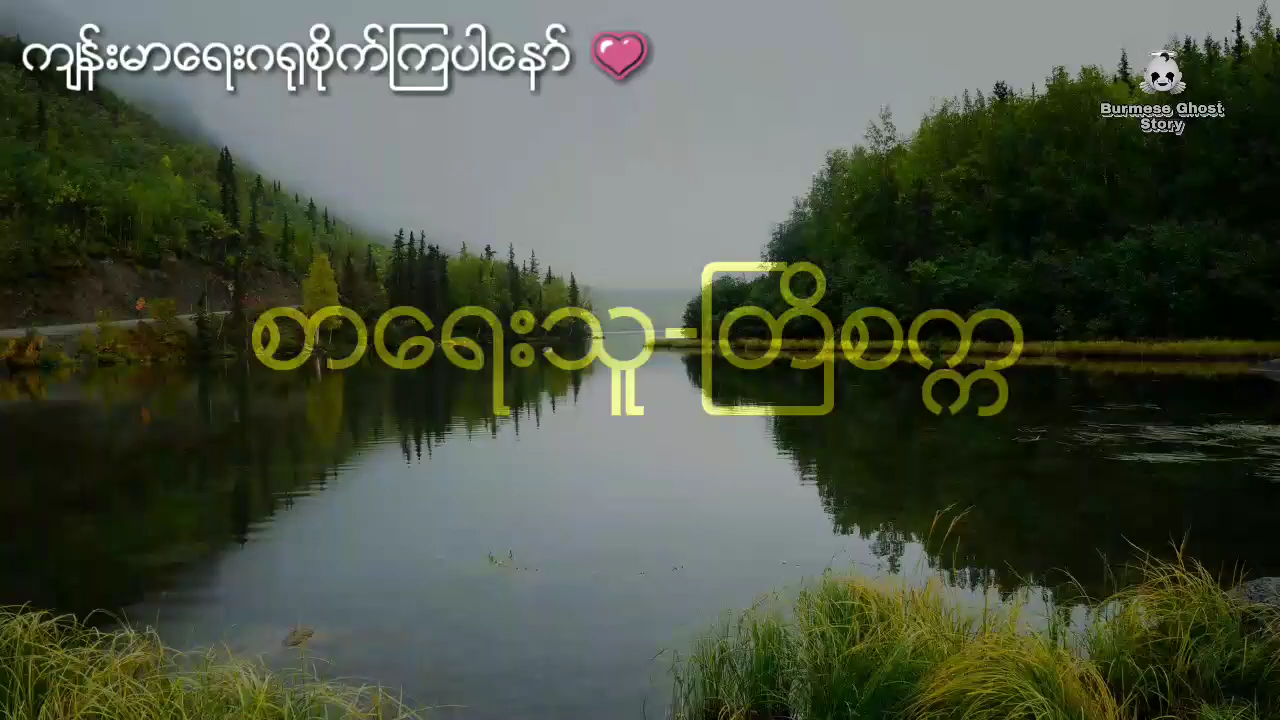 ကျန်းမာရေးဂရုစိုက်ကြပါနော် 💗
Burmese Ghost
Story
စာရေးသူ-တြိစက္က